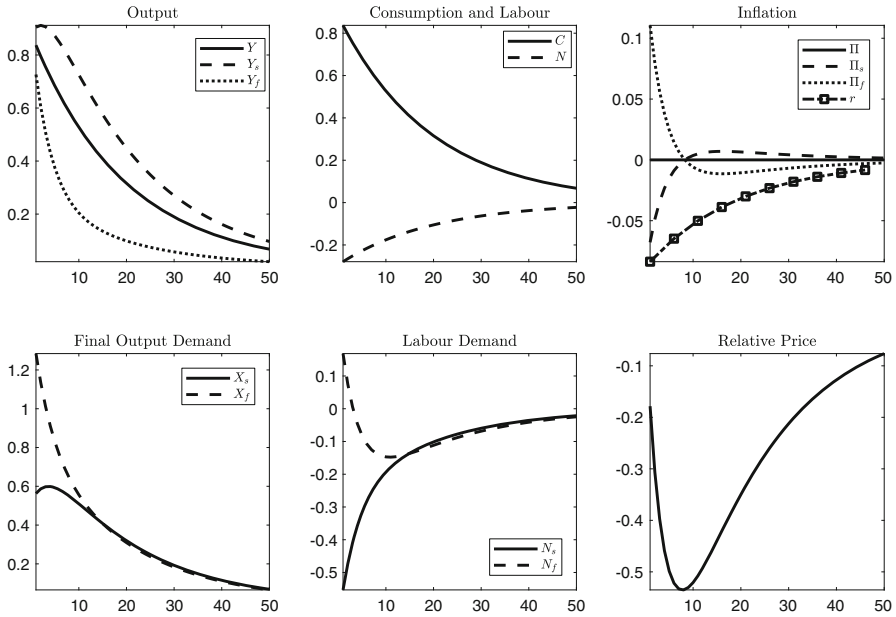 Output
0.8
0.6
0.4
0.2
10 20 30 40 50
Y
Y_s
Y_f
Consumption and Labour
0.8
0.6
0.4
0.2
0
-0.2
10 20 30 40 50
C
N
Inflation
0.1
0.05
0
-0.05
10 20 30 40 50
Π
Π_s
Π_f
r
Final Output Demand
1.2
1
0.8
0.6
0.4
0.2
10 20 30 40 50
X_s
X_f
Labour Demand
0.1
0
-0.1
-0.2
-0.3
-0.4
-0.5
10 20 30 40 50
N_s
N_f
Relative Price
-0.1
-0.2
-0.3
-0.4
-0.5
10 20 30 40 50